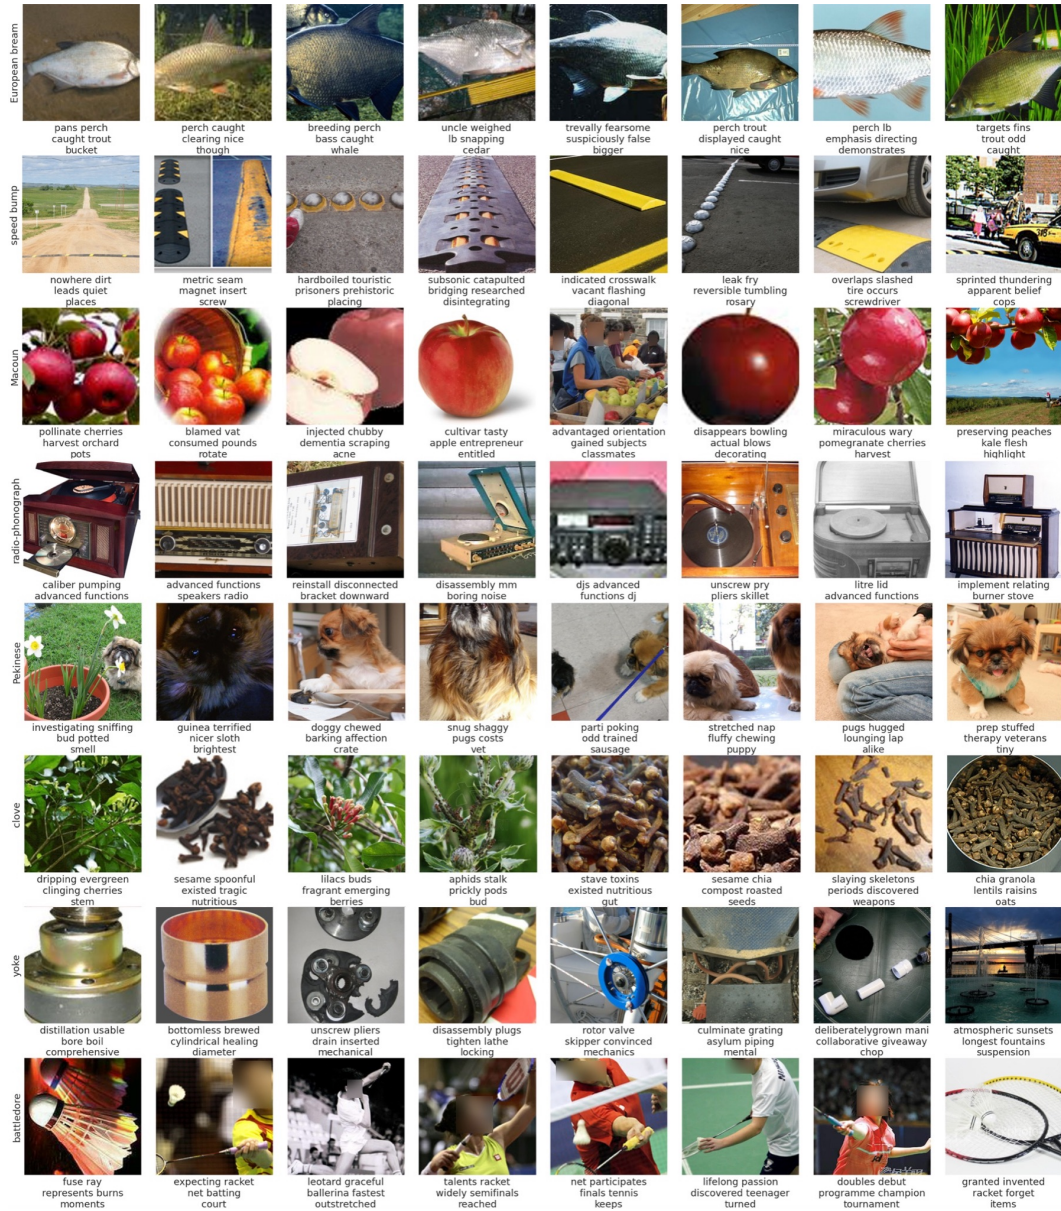 European bream
pans perch
caught trout
bucket
perch caught
clearing nice
though
breeding perch
bass caught
whale
uncle weighed
lb snapping
cedar
trevally fearsome
suspiciously false
bigger
perch trout
displayed caught
nice
perch lb
emphasis directing
demonstrates
targets fins
trout odd
caught
speed bump
nowhere dirt
leads quiet
places
metric seam
magnet insert
screw
hardboiled touristic
prisoners prehistoric
placing
subsonic catapulted
bridging researched
disintegrating
indicated crosswalk
vacant flashing
diagonal
leak fry
reversible tumbling
rosary
overlaps slashed
tire occurs
screwdriver
sprinted thundering
apparent belief
cops
Macoun
pollinate cherries
harvest orchard
pots
blamed vat
consumed pounds
rotate
injected chubby
dementia scraping
acne
cultivar tasty
apple entrepreneur
entitled
advantaged orientation
gained subjects
classmates
disappears bowling
actual blows
decorating
miraculous wary
pomegranate cherries
harvest
preserving peaches
kale flesh
highlight
radio-phonograph
caliber pumping
advanced functions
advanced functions
speakers radio
reinstall disconnected
bracket downward
disassembly mm
boring noise
djs advanced
functions dj
unscrew pry
pliers skillet
litre lid
advanced functions
implement relating
burner stove
Pekinese
investigating sniffing
bud potted
smell
guinea terrified
nicer sloth
brightest
doggy chewed
barking affection
crate
snug shaggy
pugs costs
vet
parti poking
odd trained
sausage
stretched nap
fluffy chewing
puppy
pugs hugged
lounging lap
alike
prep stuffed
therapy veterans
tiny
clove
dripping evergreen
clinging cherries
stem
sesame spoonful
existed tragic
nutritious
lilacs buds
fragrant emerging
berries
aphids stalk
prickly pods
bud
stave toxins
existed nutritious
gut
sesame chia
compost roasted
seeds
slaying skeletons
periods discovered
weapons
chia granola
lentils raisins
oats
yoke
distillation usable
bore boil
comprehensive
bottomless brewed
cylindrical healing
diameter
unscrew pliers
drain inserted
mechanical
disassembly plugs
tighten lathe
locking
rotor valve
skipper convinced
mechanics
culminate grating
asylum piping
mental
deliberatelygrown mani
collaborative giveaway
chop
atmospheric sunsets
longest fountains
suspension
battledore
fuse ray
represents burns
moments
expecting racket
net batting
court
leotard graceful
ballerina fastest
outstretched
talents racket
widely semifinals
reached
net participates
finals tennis
keeps
lifelong passion
discovered teenager
turned
doubles debut
programme champion
tournament
granted invented
racket forget
items